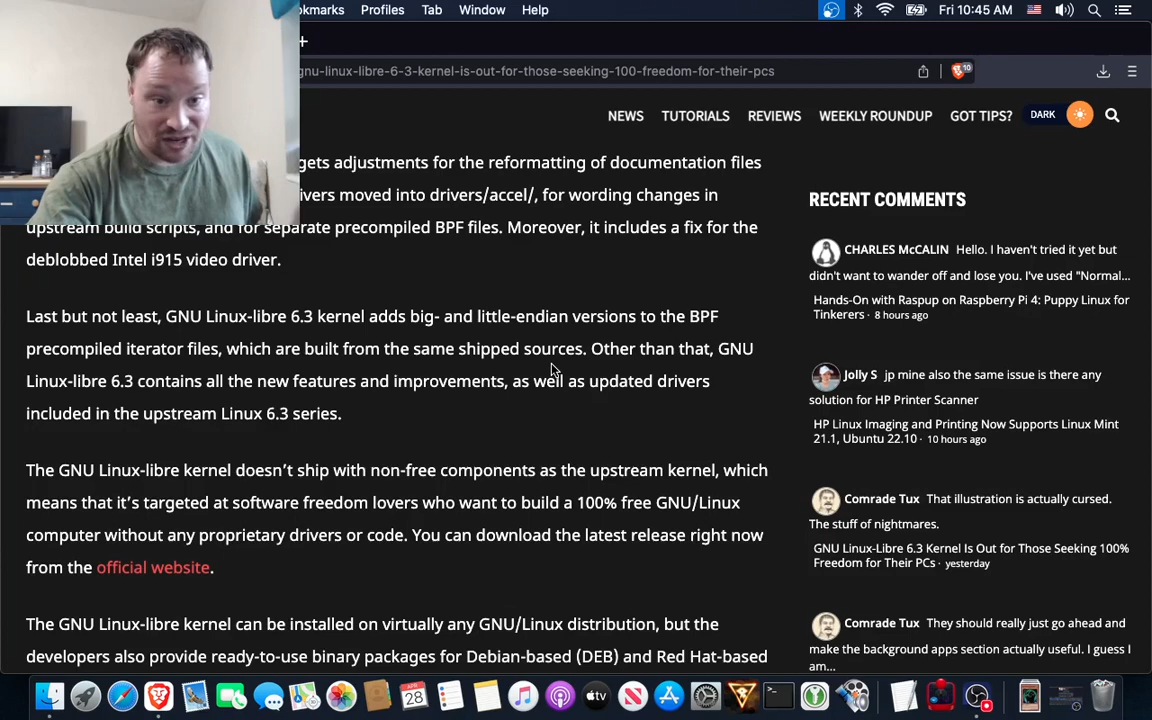 okmarks Profiles Tab Window Help Fri 10:45 AM
+
gnu-linux-libre-6-3-kernel-is-out-for-those-seeking-100-freedom-for-their-pcs
10
NEWS TUTORIALS REVIEWS WEEKLY ROUNDUP GOT TIPS? DARK
gets adjustments for the reformatting of documentation files
ivers moved into drivers/accel/, for wording changes in
upstream build scripts, and for separate precompiled BPF files. Moreover, it includes a fix for the
deblobbed Intel i915 video driver.
Last but not least, GNU Linux-libre 6.3 kernel adds big- and little-endian versions to the BPF
precompiled iterator files, which are built from the same shipped sources. Other than that, GNU
Linux-libre 6.3 contains all the new features and improvements, as well as updated drivers
included in the upstream Linux 6.3 series.
The GNU Linux-libre kernel doesn’t ship with non-free components as the upstream kernel, which
means that it’s targeted at software freedom lovers who want to build a 100% free GNU/Linux
computer without any proprietary drivers or code. You can download the latest release right now
from the official website.
The GNU Linux-libre kernel can be installed on virtually any GNU/Linux distribution, but the
developers also provide ready-to-use binary packages for Debian-based (DEB) and Red Hat-based
RECENT COMMENTS
CHARLES McCALIN Hello. I haven't tried it yet but
didn't want to wander off and lose you. I've used "Normal...
Hands-On with Raspup on Raspberry Pi 4: Puppy Linux for
Tinkerers · 8 hours ago
Jolly S jp mine also the same issue is there any
solution for HP Printer Scanner
HP Linux Imaging and Printing Now Supports Linux Mint
21.1, Ubuntu 22.10 · 10 hours ago
Comrade Tux That illustration is actually cursed.
The stuff of nightmares.
GNU Linux-Libre 6.3 Kernel Is Out for Those Seeking 100%
Freedom for Their PCs · yesterday
Comrade Tux They should really just go ahead and
make the background apps section actually useful. I guess I
am...
APR
28